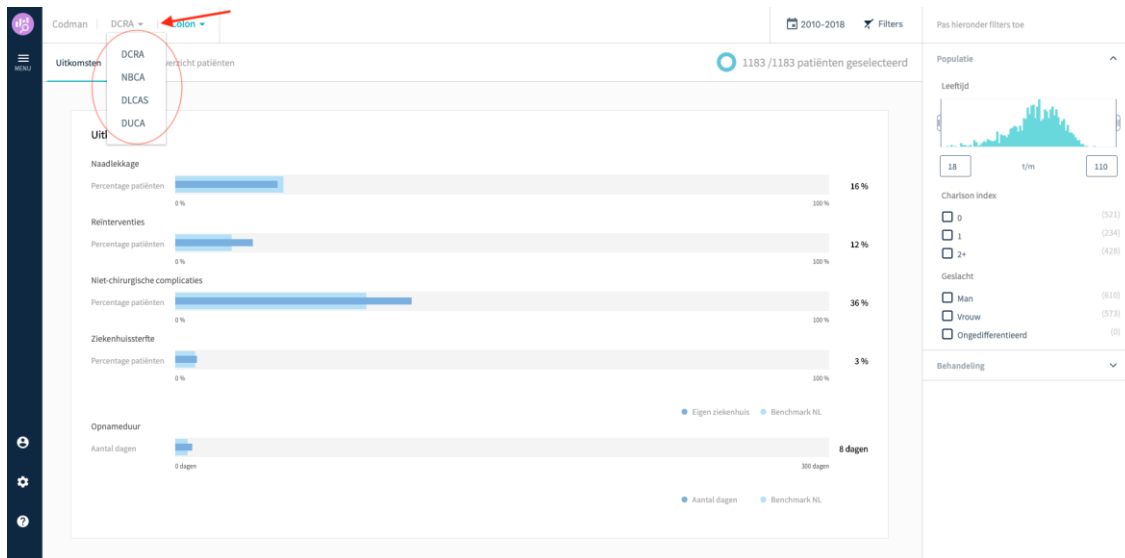 Codman DCRA Colon
2010-2018 Filters
Pas hieronder filters toe
MENU
DCRA
NBCA
DLCAS
DUCA
Uitkomsten patiënten
1183 /1183 patiënten geselecteerd
Naadlekkage
Percentage patiënten 16 %
0 % 100 %
Reïnterventies
Percentage patiënten 12 %
0 % 100 %
Niet-chirurgische complicaties
Percentage patiënten 36 %
0 % 100 %
Ziekenhuissterfte
Percentage patiënten 3 %
0 % 100 %
Eigen ziekenhuis Benchmark NL
Opnameduur
Aantal dagen 8 dagen
0 dagen 300 dagen
Aantal dagen Benchmark NL
Populatie
Leeftijd
18 t/m 110
Charlson index
0 (521)
1 (234)
2+ (428)
Geslacht
Man (610)
Vrouw (573)
Ongedifferentieerd (0)
Behandeling